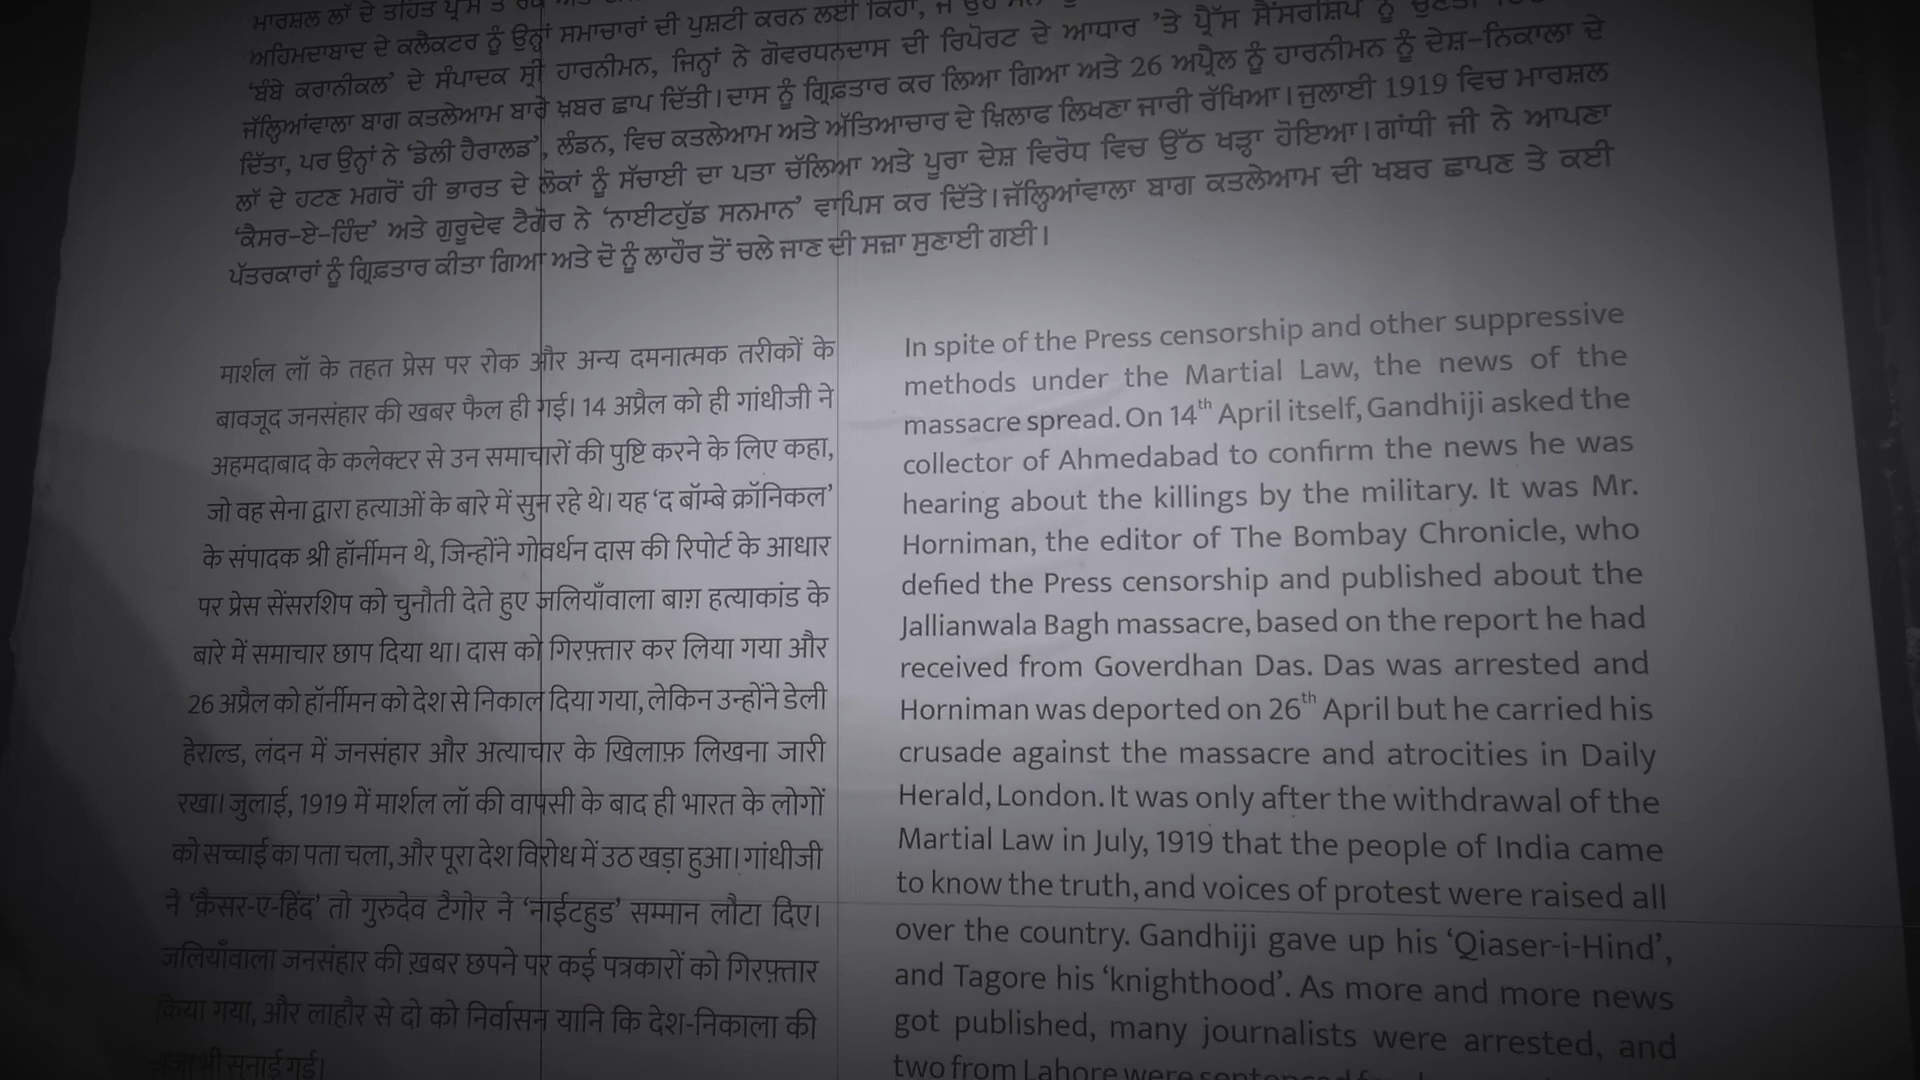 ਮਾਰਸ਼ਲ ਲਾੱ ਦੇ ਤਹਿਤ ਪ੍ਰੈਸ ਤੇ
ਅਹਿਮਦਾਬਾਦ ਦੇ ਕਲੈਕਟਰ ਨੂੰ ਉਨ੍ਹਾਂ ਸਮਾਚਾਰਾਂ ਦੀ ਪੁਸ਼ਟੀ ਕਰਨ ਲਈ ਕਿਹਾ, ਜੋ ਉਹ
'ਬੰਬੇ ਕਰਾਨੀਕਲ' ਦੇ ਸੰਪਾਦਕ ਸ੍ਰੀ ਹਾਰਨੀਮਨ, ਜਿਨ੍ਹਾਂ ਨੇ ਗੋਵਰਧਨਦਾਸ ਦੀ ਰਿਪੋਰਟ ਦੇ ਆਧਾਰ 'ਤੇ ਪ੍ਰੈੱਸ ਸੈਂਸਰਸ਼ਿਪ ਨੂੰ
ਜੱਲ੍ਹਿਆਂਵਾਲਾ ਬਾਗ ਕਤਲੇਆਮ ਬਾਰੇ ਖ਼ਬਰ ਛਾਪ ਦਿੱਤੀ। ਦਾਸ ਨੂੰ ਗ੍ਰਿਫ਼ਤਾਰ ਕਰ ਲਿਆ ਗਿਆ ਅਤੇ 26 ਅਪ੍ਰੈਲ ਨੂੰ ਹਾਰਨੀਮਨ ਨੂੰ ਦੇਸ਼-ਨਿਕਾਲਾ ਦੇ
ਦਿੱਤਾ, ਪਰ ਉਨ੍ਹਾਂ ਨੇ 'ਡੇਲੀ ਹੈਰਾਲਡ', ਲੰਡਨ, ਵਿਚ ਕਤਲੇਆਮ ਅਤੇ ਅੱਤਿਆਚਾਰ ਦੇ ਖ਼ਿਲਾਫ ਲਿਖਣਾ ਜਾਰੀ ਰੱਖਿਆ। ਜੁਲਾਈ 1919 ਵਿਚ ਮਾਰਸ਼ਲ
ਲਾੱ ਦੇ ਹਟਣ ਮਗਰੋਂ ਹੀ ਭਾਰਤ ਦੇ ਲੋਕਾਂ ਨੂੰ ਸੱਚਾਈ ਦਾ ਪਤਾ ਚੱਲਿਆ ਅਤੇ ਪੂਰਾ ਦੇਸ਼ ਵਿਰੋਧ ਵਿਚ ਉੱਠ ਖੜ੍ਹਾ ਹੋਇਆ। ਗਾਂਧੀ ਜੀ ਨੇ ਆਪਣਾ
'ਕੈਸਰ-ਏ-ਹਿੰਦ' ਅਤੇ ਗੁਰੂਦੇਵ ਟੈਗੋਰ ਨੇ 'ਨਾਈਟਹੁੱਡ ਸਨਮਾਨ' ਵਾਪਿਸ ਕਰ ਦਿੱਤੇ। ਜੱਲ੍ਹਿਆਂਵਾਲਾ ਬਾਗ ਕਤਲੇਆਮ ਦੀ ਖਬਰ ਛਾਪਣ ਤੇ ਕਈ
ਪੱਤਰਕਾਰਾਂ ਨੂੰ ਗ੍ਰਿਫ਼ਤਾਰ ਕੀਤਾ ਗਿਆ ਅਤੇ ਦੋ ਨੂੰ ਲਾਹੌਰ ਤੋਂ ਚਲੇ ਜਾਣ ਦੀ ਸਜ਼ਾ ਸੁਣਾਈ ਗਈ।
मार्शल लॉ के तहत प्रेस पर रोक और अन्य दमनात्मक तरीकों के
बावजूद जनसंहार की खबर फैल ही गई। 14 अप्रैल को ही गांधीजी ने
अहमदाबाद के कलेक्टर से उन समाचारों की पुष्टि करने के लिए कहा,
जो वह सेना द्वारा हत्याओं के बारे में सुन रहे थे। यह 'द बॉम्बे क्रॉनिकल'
के संपादक श्री हॉर्नीमन थे, जिन्होंने गोवर्धन दास की रिपोर्ट के आधार
पर प्रेस सेंसरशिप को चुनौती देते हुए जलियाँवाला बाग़ हत्याकांड के
बारे में समाचार छाप दिया था। दास को गिरफ़्तार कर लिया गया और
26 अप्रैल को हॉर्नीमन को देश से निकाल दिया गया, लेकिन उन्होंने डेली
हेराल्ड, लंदन में जनसंहार और अत्याचार के खिलाफ़ लिखना जारी
रखा। जुलाई, 1919 में मार्शल लॉ की वापसी के बाद ही भारत के लोगों
को सच्चाई का पता चला, और पूरा देश विरोध में उठ खड़ा हुआ। गांधीजी
ने 'क़ैसर-ए-हिंद' तो गुरुदेव टैगोर ने 'नाईटहुड' सम्मान लौटा दिए।
जलियाँवाला जनसंहार की ख़बर छपने पर कई पत्रकारों को गिरफ़्तार
किया गया, और लाहौर से दो को निर्वासन यानि कि देश-निकाला की
सजा भी सुनाई गई।
In spite of the Press censorship and other suppressive
methods under the Martial Law, the news of the
massacre spread. On 14th April itself, Gandhiji asked the
collector of Ahmedabad to confirm the news he was
hearing about the killings by the military. It was Mr.
Horniman, the editor of The Bombay Chronicle, who
defied the Press censorship and published about the
Jallianwala Bagh massacre, based on the report he had
received from Goverdhan Das. Das was arrested and
Horniman was deported on 26th April but he carried his
crusade against the massacre and atrocities in Daily
Herald, London. It was only after the withdrawal of the
Martial Law in July, 1919 that the people of India came
to know the truth, and voices of protest were raised all
over the country. Gandhiji gave up his 'Qiaser-i-Hind',
and Tagore his 'knighthood'. As more and more news
got published, many journalists were arrested, and
two from Lahore were sentenced